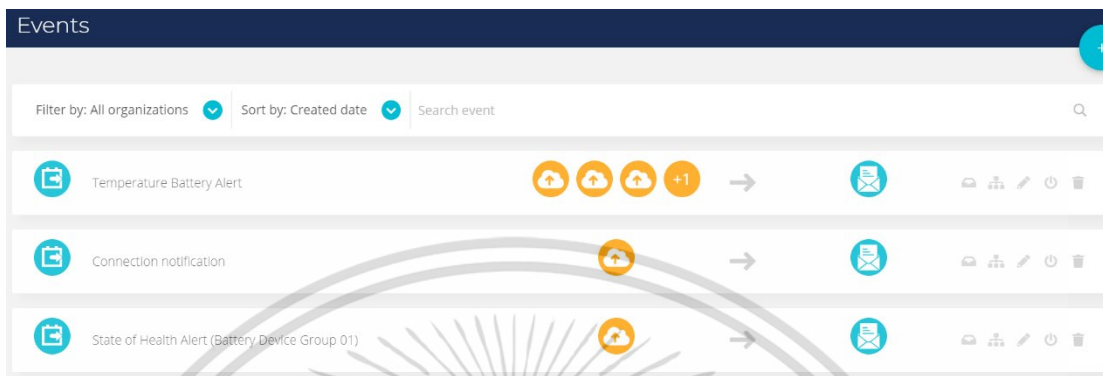 Events
+
Filter by: All organizations Sort by: Created date Search event
Temperature Battery Alert +1
Connection notification
State of Health Alert (Battery Device Group 01)